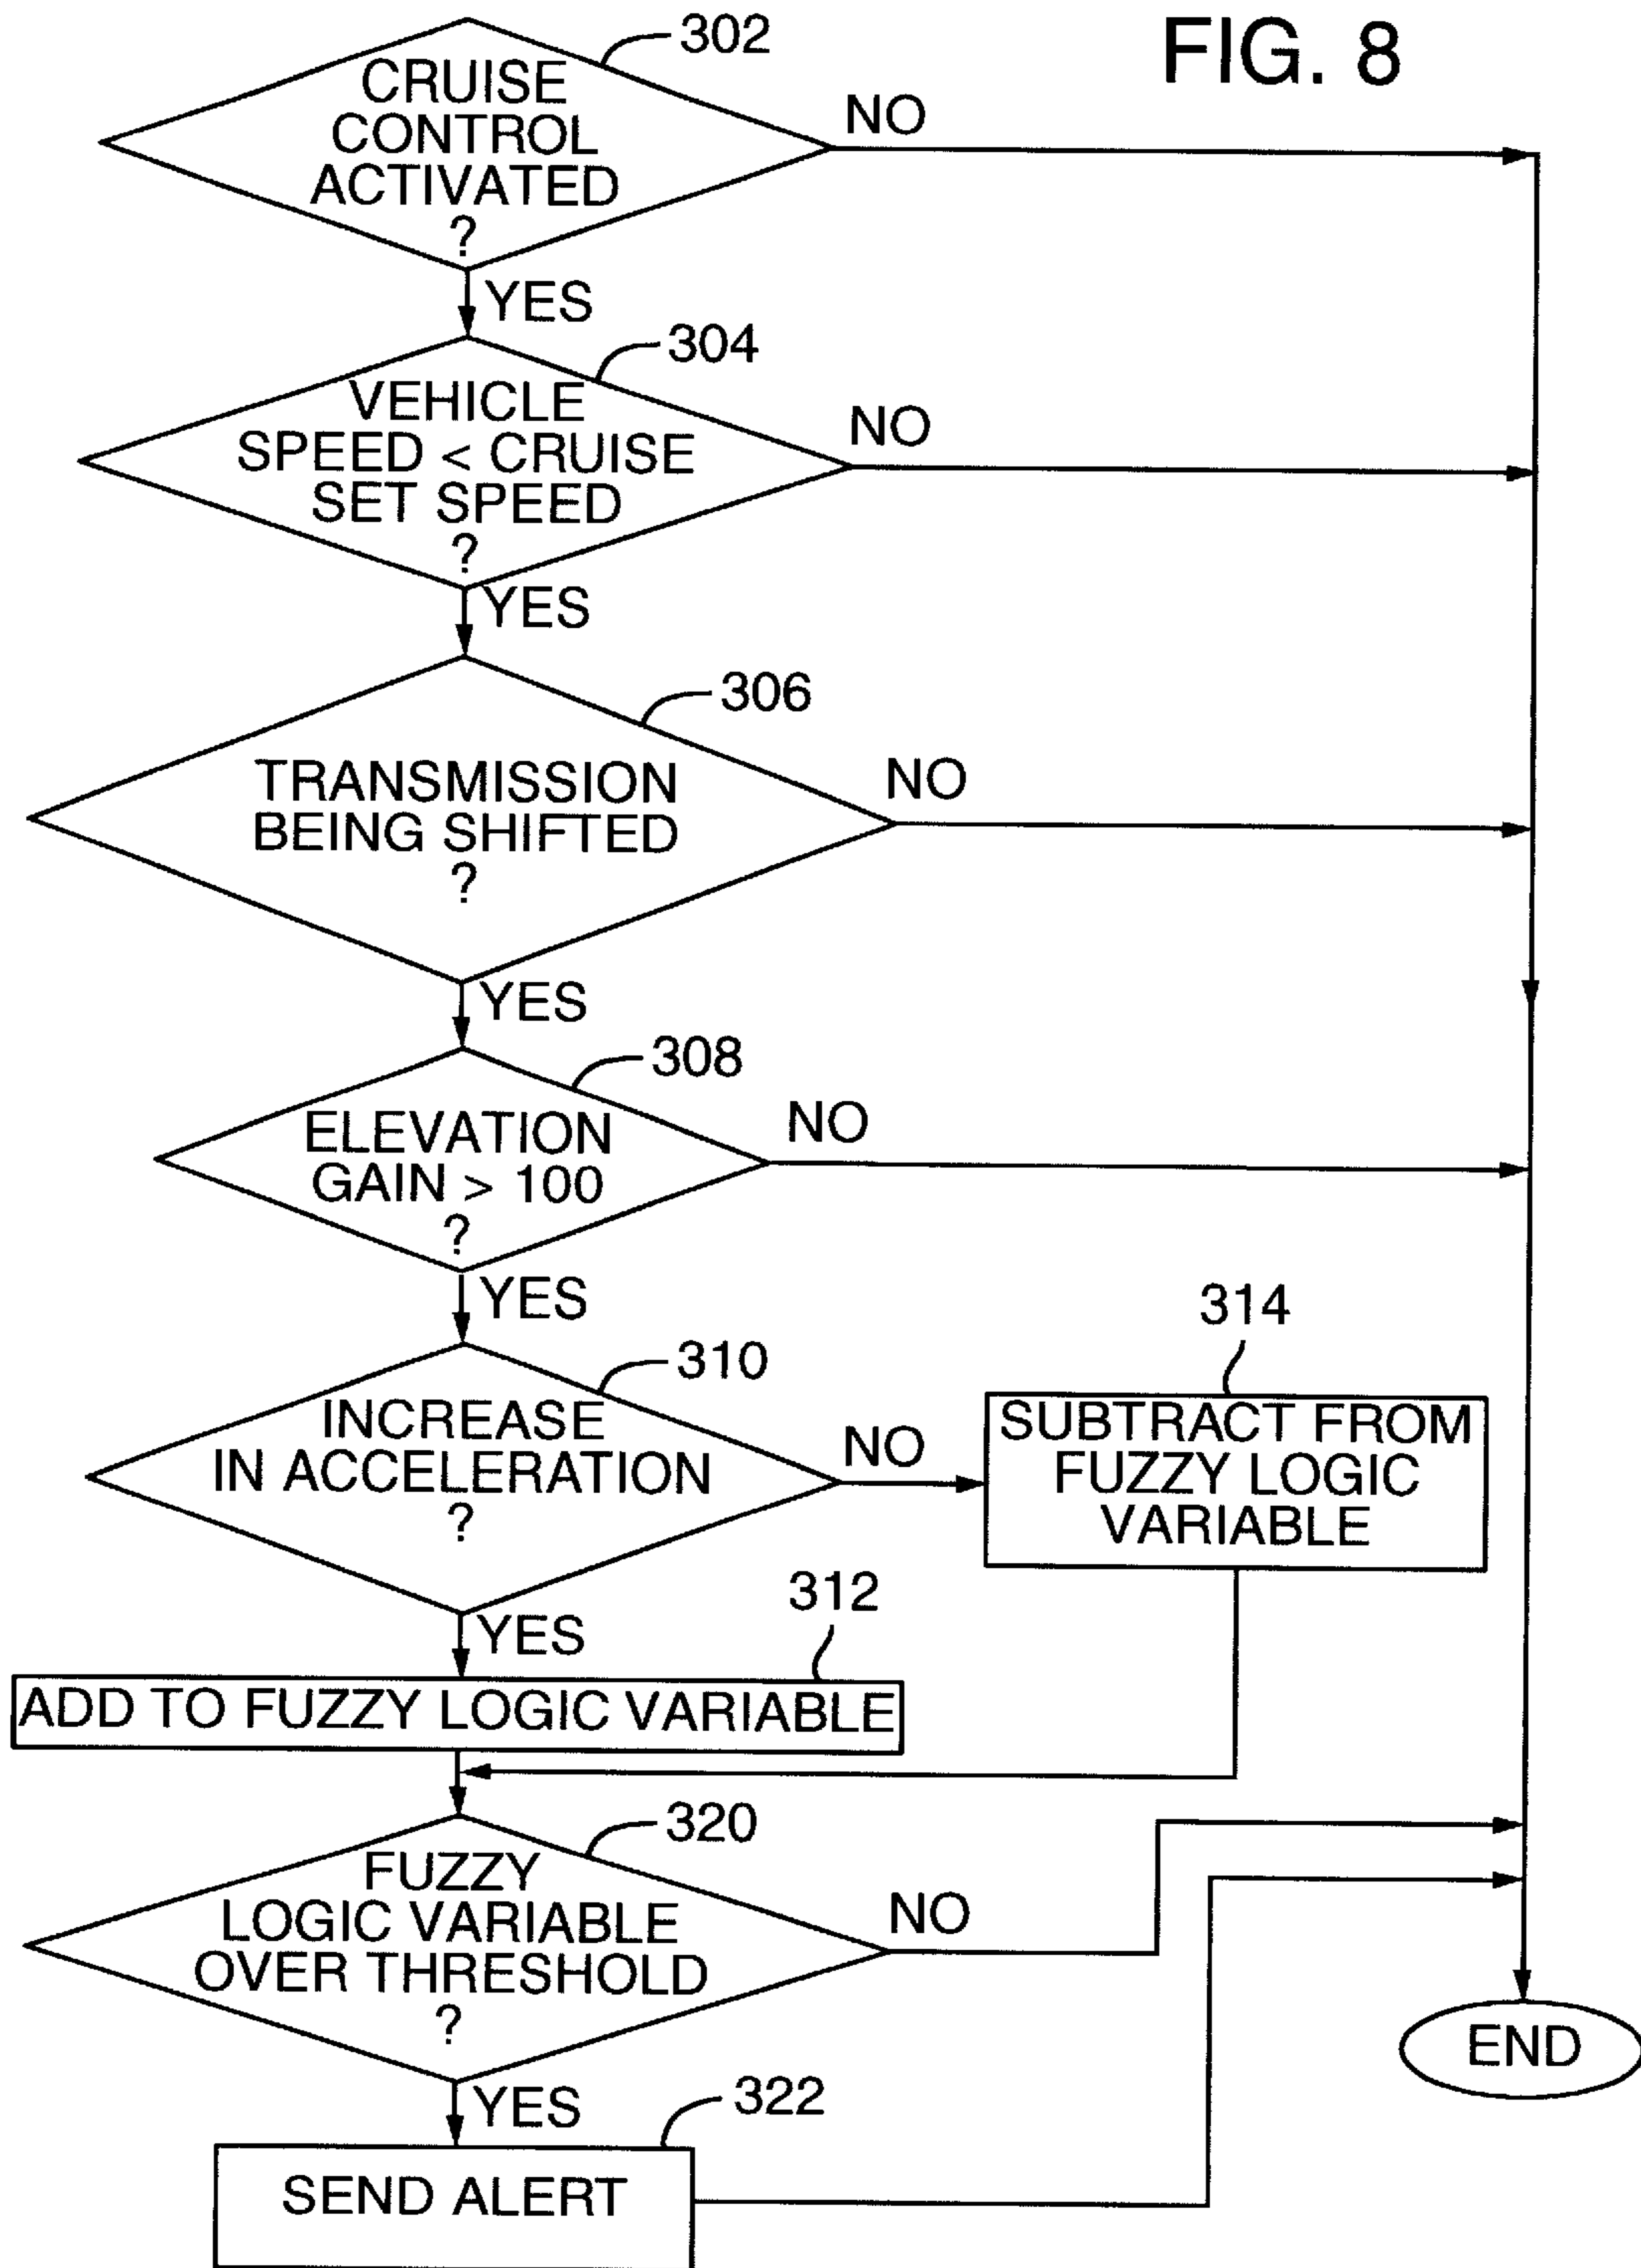 FIG. 8
302
CRUISE
CONTROL
ACTIVATED
?
NO
YES
304
VEHICLE
SPEED < CRUISE
SET SPEED
?
NO
YES
306
TRANSMISSION
BEING SHIFTED
?
NO
YES
308
ELEVATION
GAIN > 100
?
NO
YES
310
INCREASE
IN ACCELERATION
?
NO
314
SUBTRACT FROM
FUZZY LOGIC
VARIABLE
YES
312
ADD TO FUZZY LOGIC VARIABLE
320
FUZZY
LOGIC VARIABLE
OVER THRESHOLD
?
NO
YES
322
SEND ALERT
END